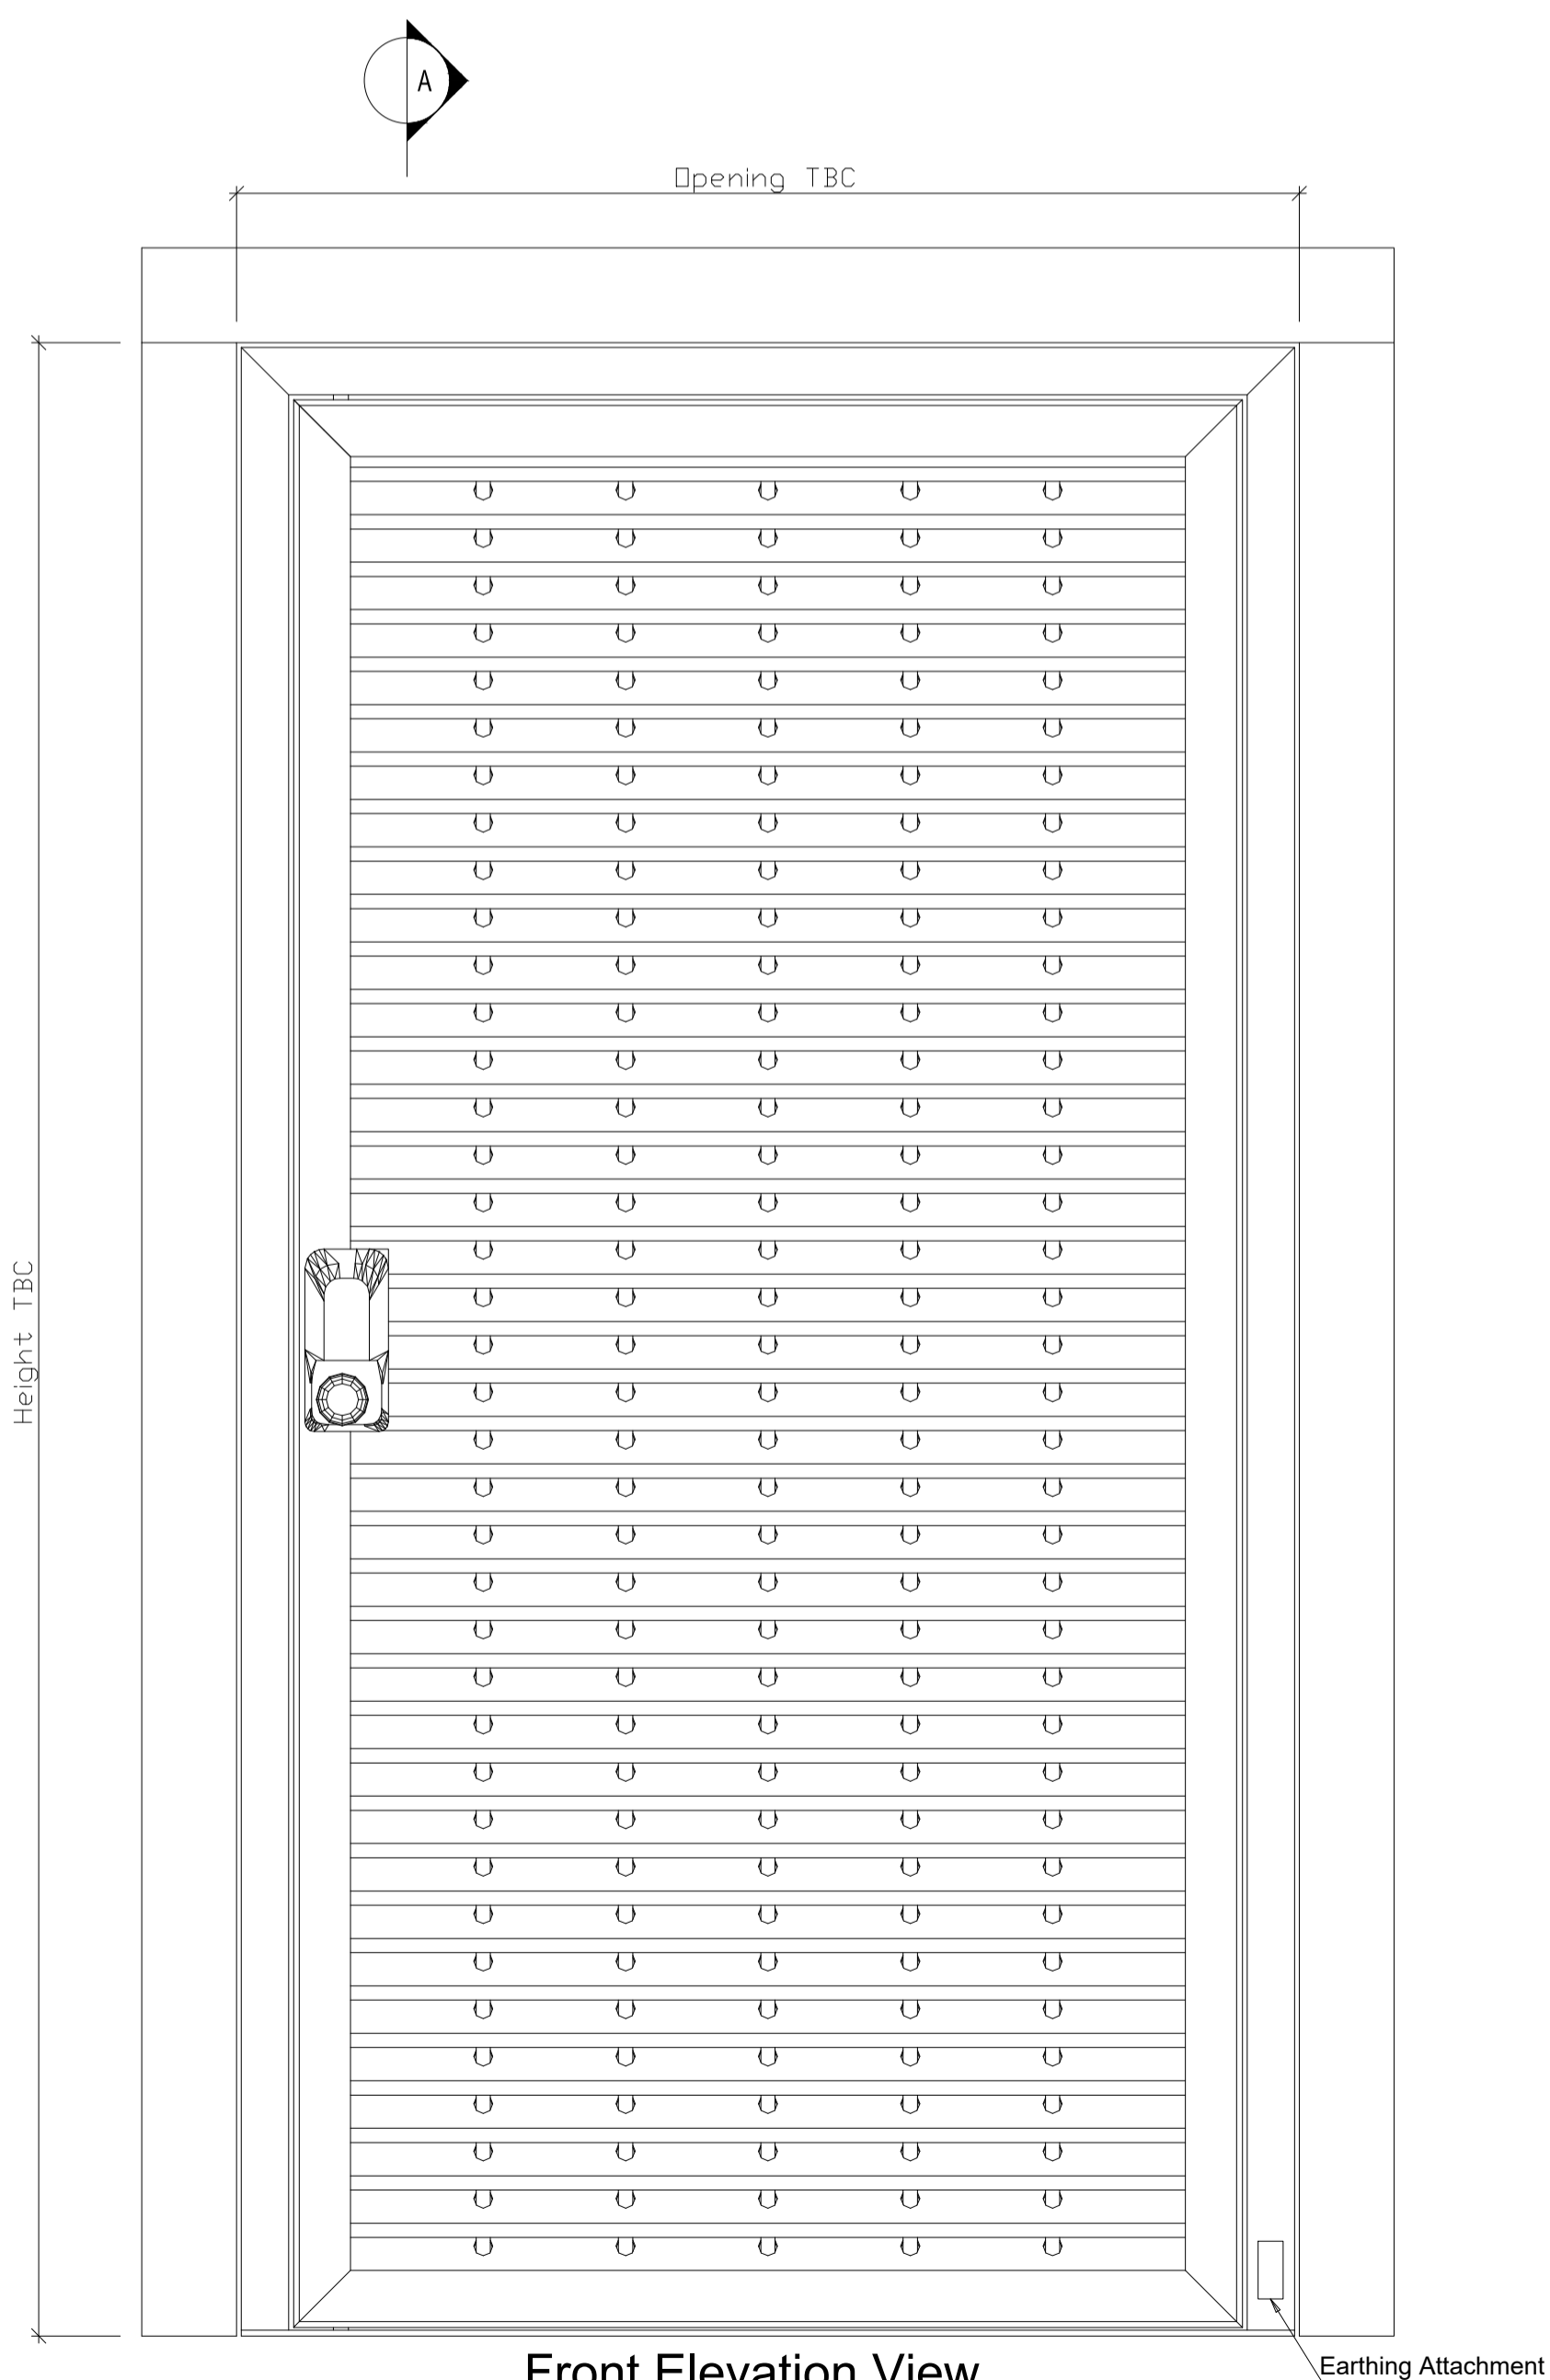 A
Opening TBC
Height TBC
Earthing Attachment
Front Elevation View